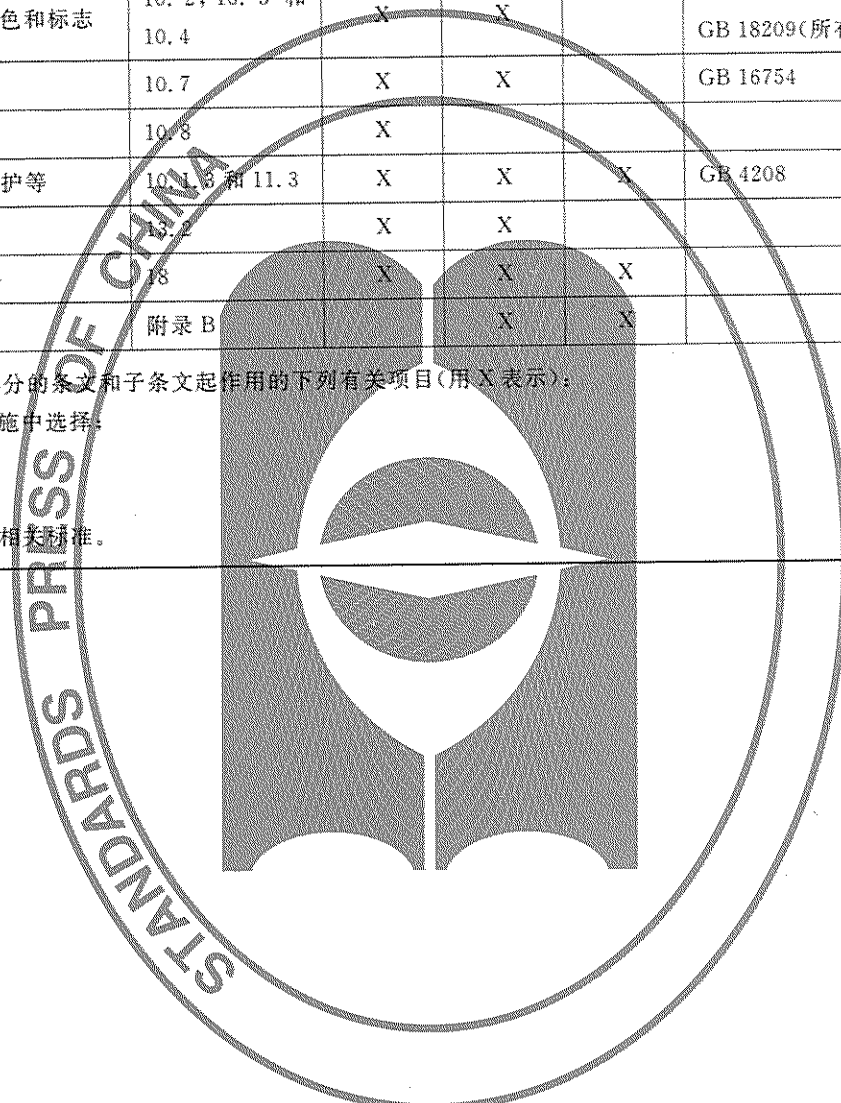 色和标志 10.2,10.3 和 10.4 X X GB 18209(所有
10.7 X X GB 16754
10.8 X
护等 10.1.3 和 11.3 X X X GB 4208
13.2 X X
18 X X X
附录 B X X
分的条文和子条文起作用的下列有关项目(用 X 表示):
施中选择:
相关标准。
STANDARDS PRESS OF CHINA